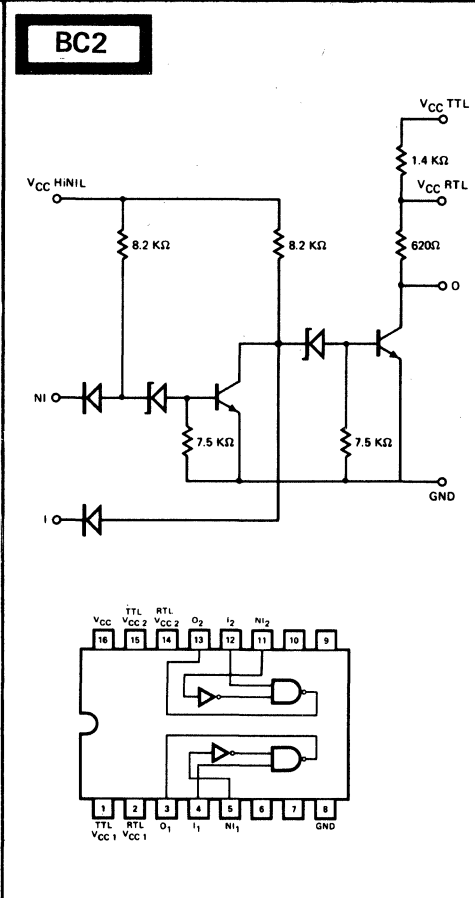 BC2
VCC TTL
1.4 KΩ
VCC HiNIL
VCC RTL
8.2 KΩ
8.2 KΩ
620Ω
O
NI
7.5 KΩ
7.5 KΩ
GND
I
VCC
TTL VCC 2
RTL VCC 2
O2
I2
NI2
16 15 14 13 12 11 10 9
1 2 3 4 5 6 7 8
TTL VCC 1
RTL VCC 1
O1
I1
NI1
GND